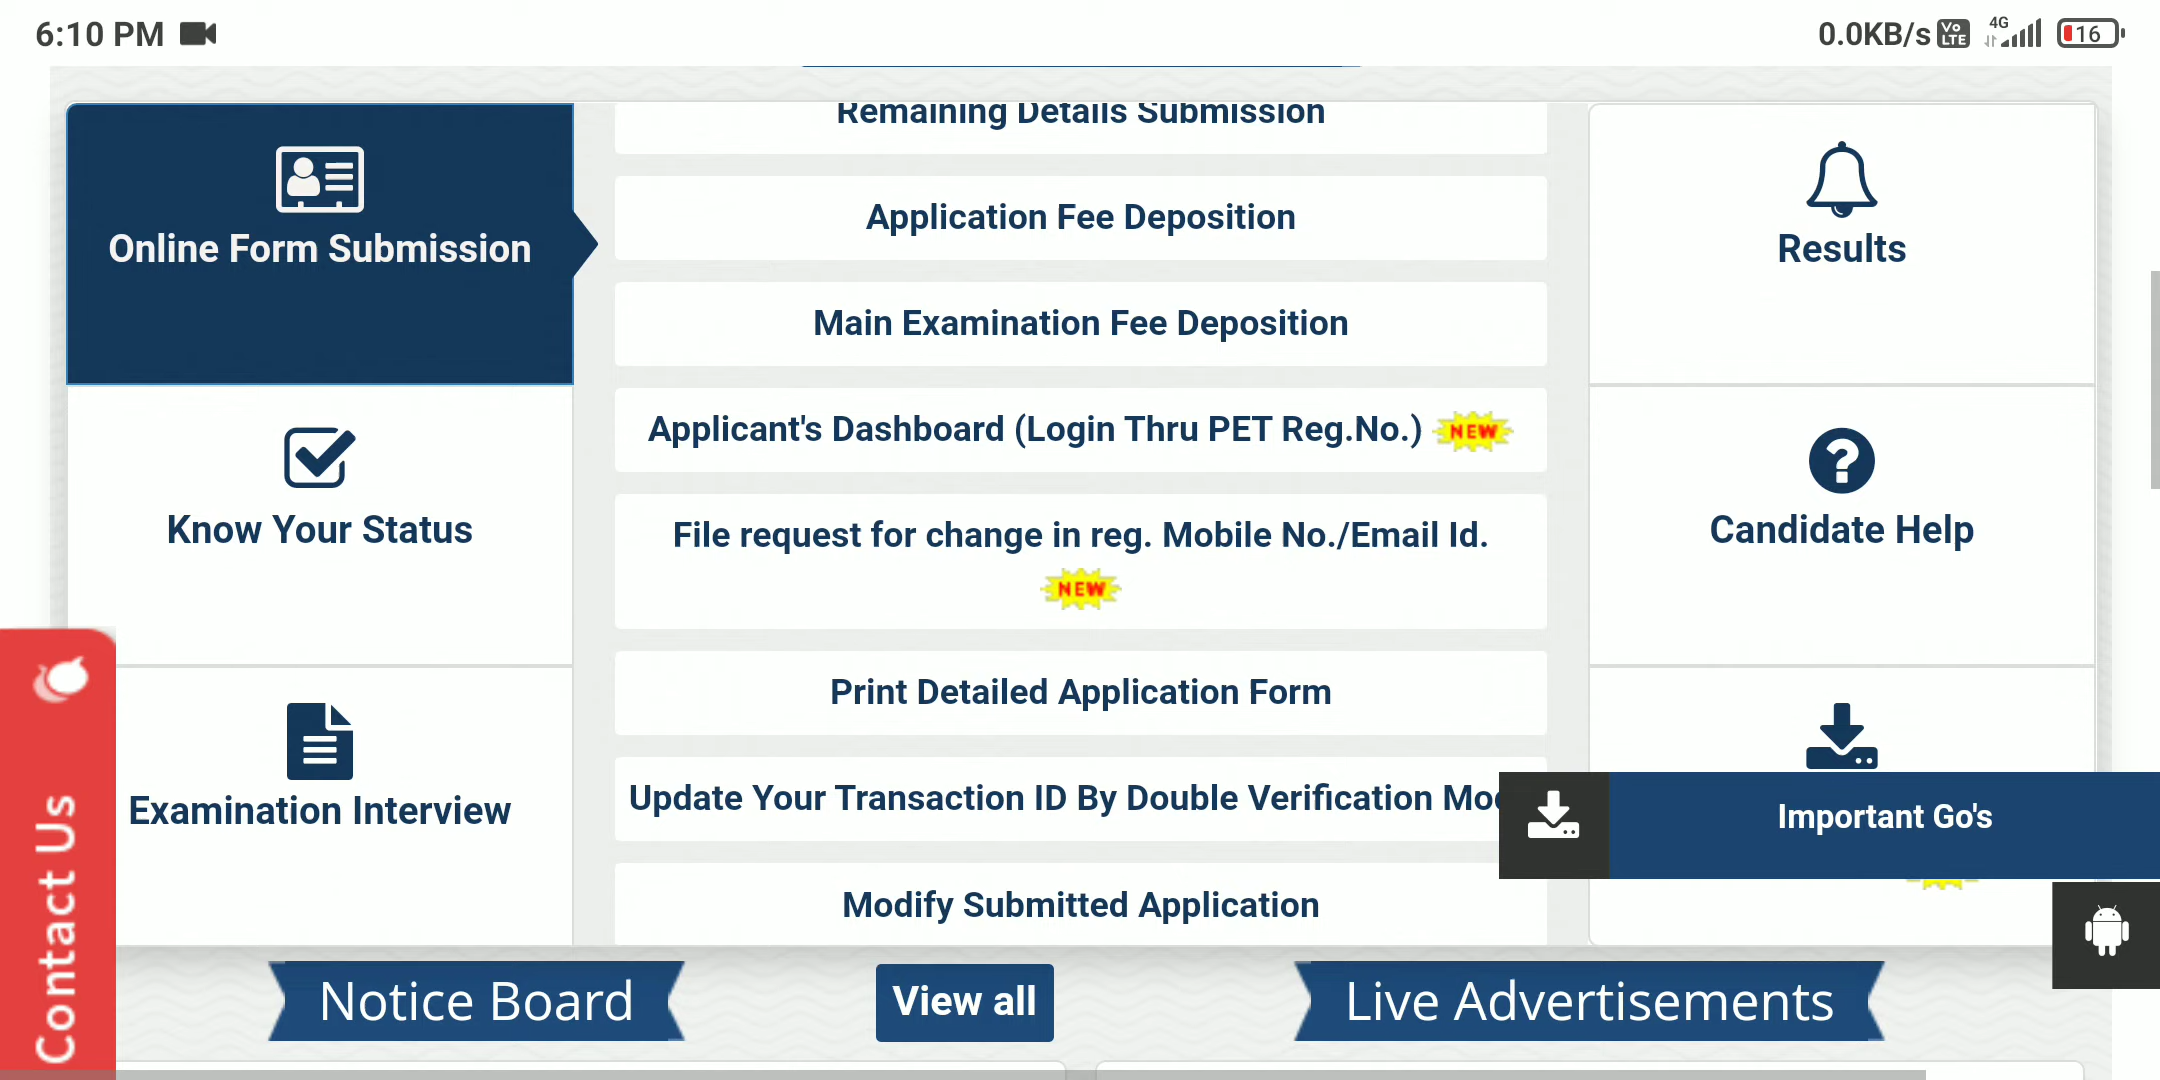 6:10 PM
0.0KB/s Vo LTE 4G 16
Remaining Details Submission
Online Form Submission
Application Fee Deposition
Results
Main Examination Fee Deposition
Applicant's Dashboard (Login Thru PET Reg.No.) NEW
Know Your Status
File request for change in reg. Mobile No./Email Id.
NEW
Candidate Help
Print Detailed Application Form
Examination Interview
Update Your Transaction ID By Double Verification
Important Go's
Modify Submitted Application
Contact Us
Notice Board
View all
Live Advertisements